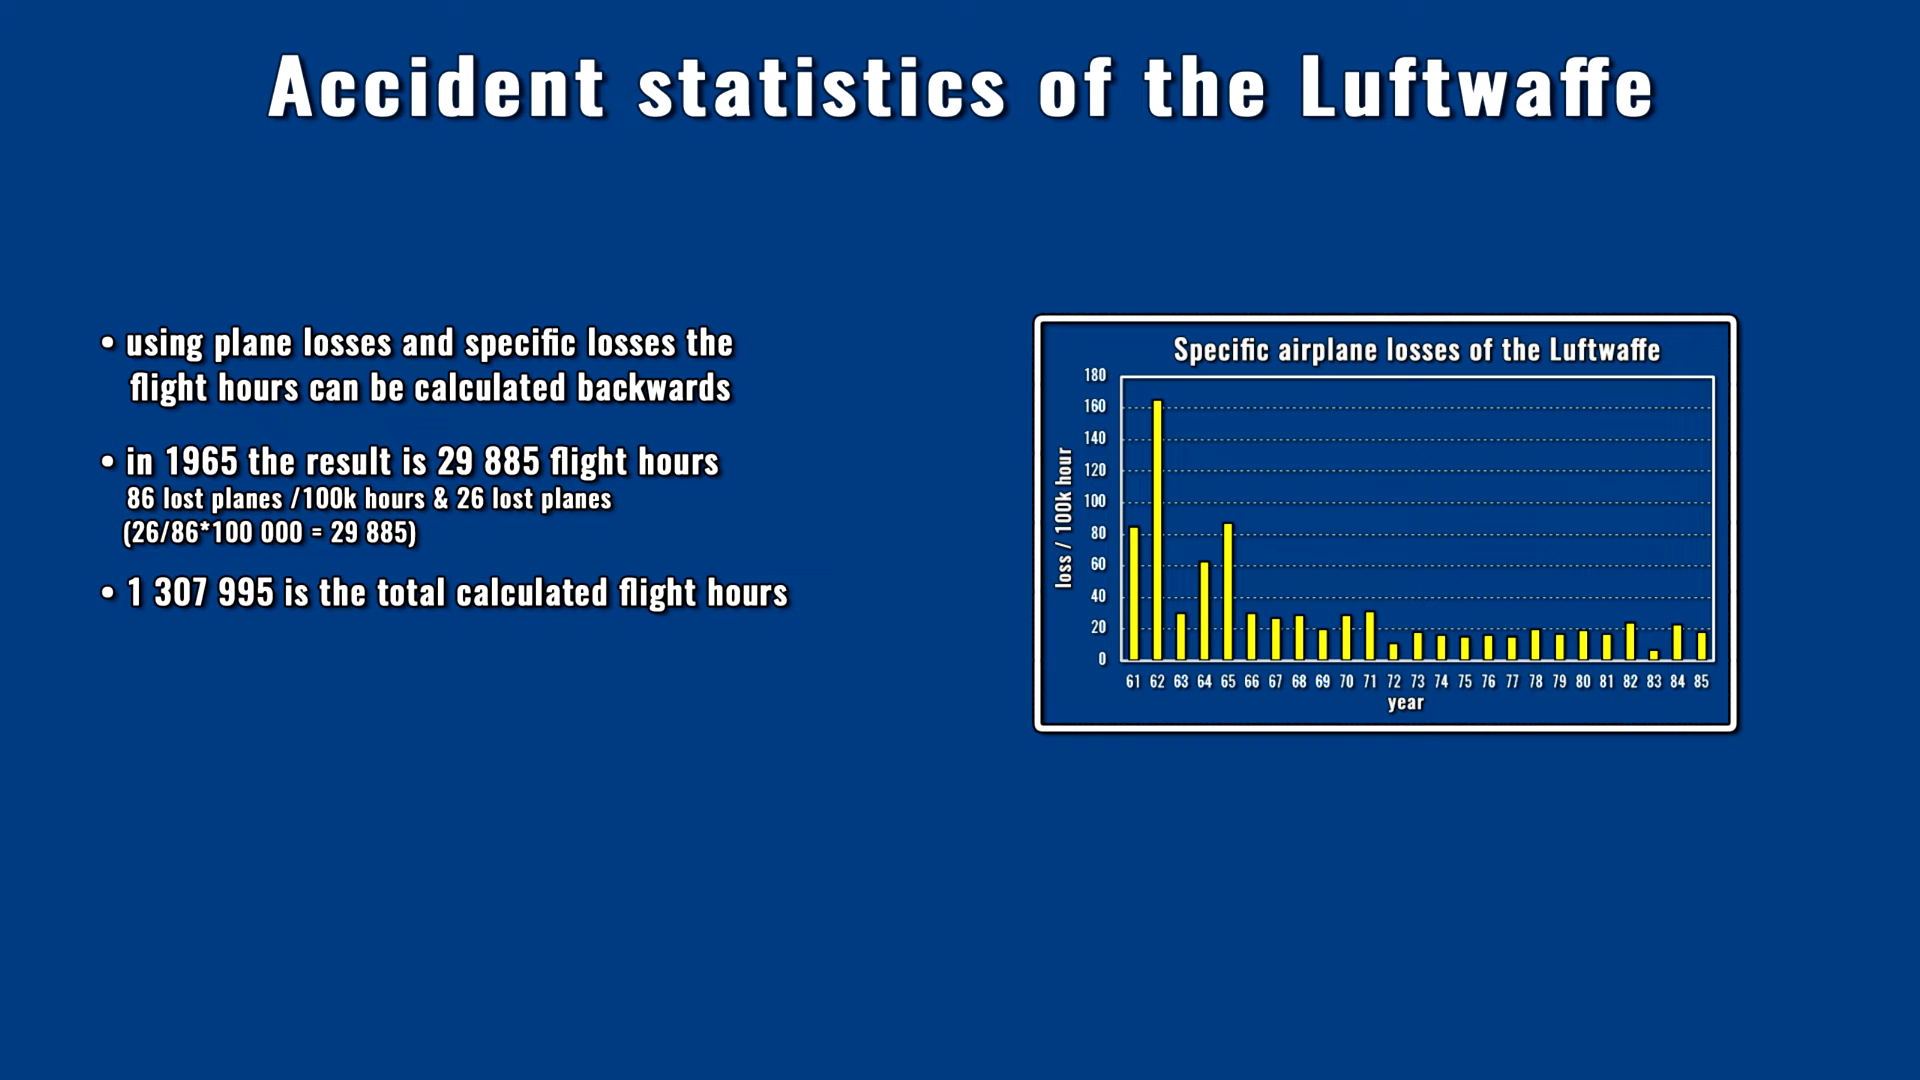 Accident statistics of the Luftwaffe
• using plane losses and specific losses the
flight hours can be calculated backwards
• in 1965 the result is 29 885 flight hours
86 lost planes /100k hours & 26 lost planes
(26/86*100 000 = 29 885)
• 1 307 995 is the total calculated flight hours
Specific airplane losses of the Luftwaffe
loss / 100k hour
180
160
140
120
100
80
60
40
20
0
61 62 63 64 65 66 67 68 69 70 71 72 73 74 75 76 77 78 79 80 81 82 83 84 85
year